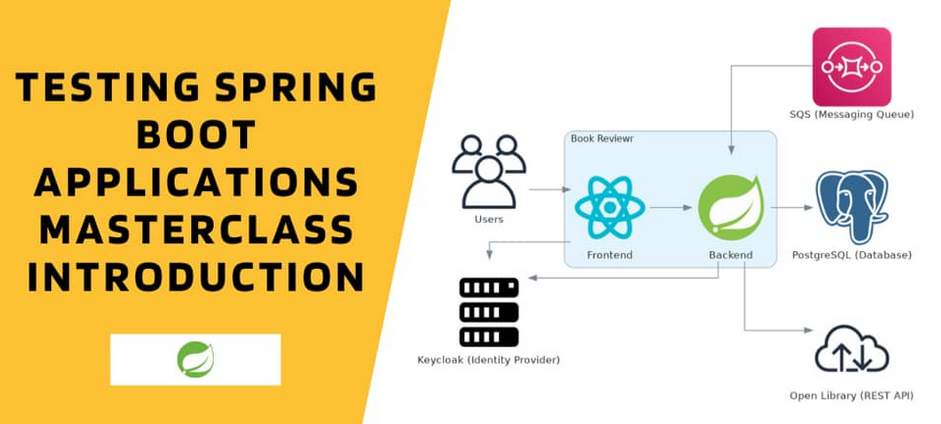 TESTING SPRING
BOOT
APPLICATIONS
MASTERCLASS
INTRODUCTION
SQS (Messaging Queue)
Book Reviewr
Users
Frontend
Backend
PostgreSQL (Database)
Keycloak (Identity Provider)
Open Library (REST API)